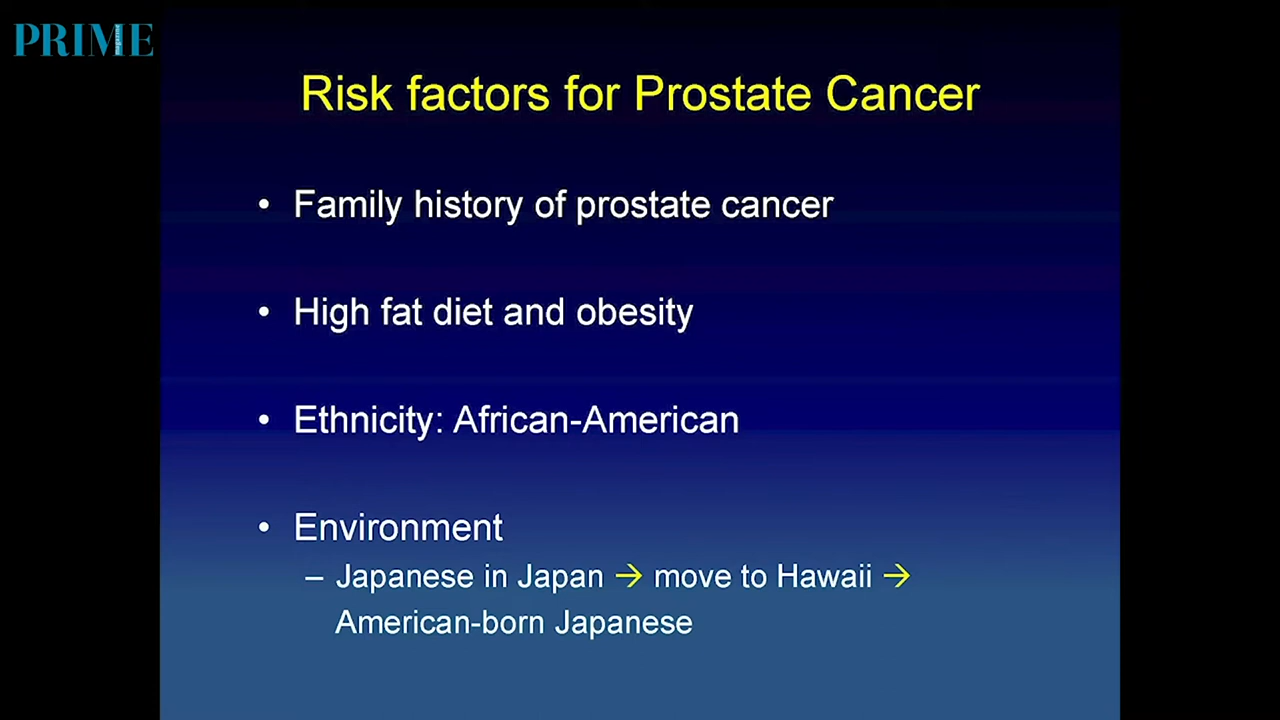 PRIME
magazine
Risk factors for Prostate Cancer
• Family history of prostate cancer
• High fat diet and obesity
• Ethnicity: African-American
• Environment
– Japanese in Japan → move to Hawaii →
American-born Japanese